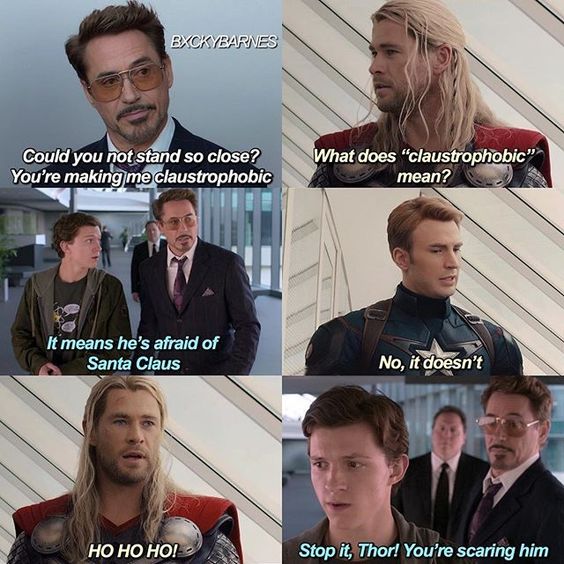 BXCKYBARNES
Could you not stand so close?
You're making me claustrophobic
What does "claustrophobic"
mean?
It means he's afraid of
Santa Claus
No, it doesn't
HO HO HO!
Stop it, Thor! You're scaring him